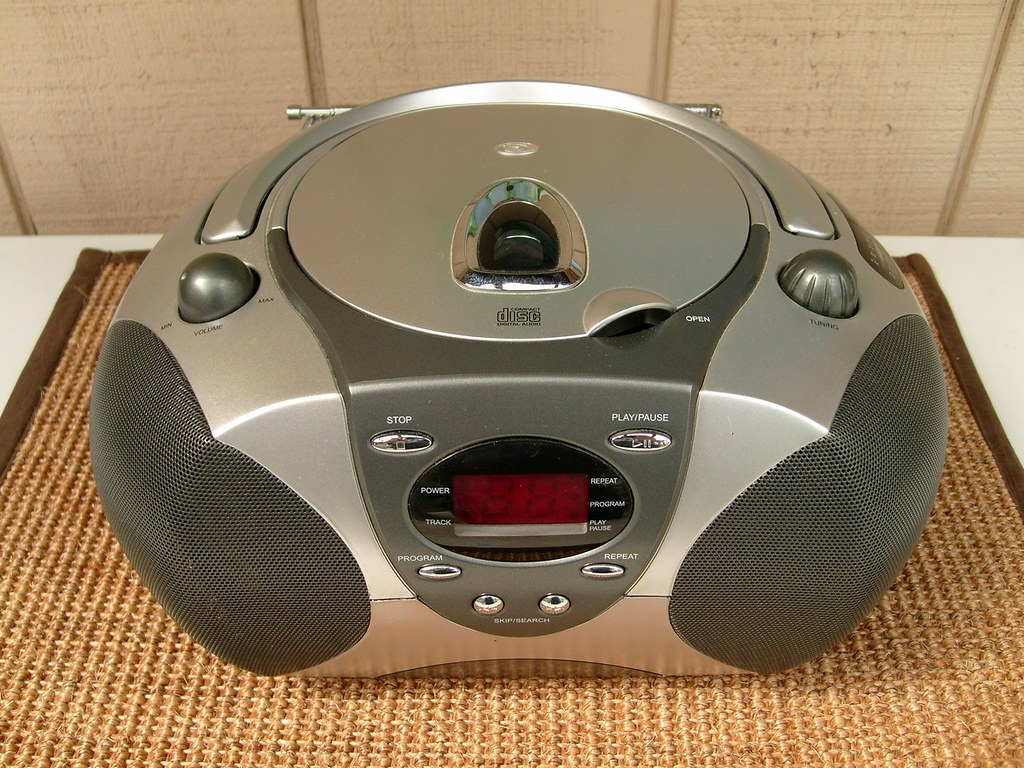 COMPACT
disc
DIGITAL AUDIO
OPEN
MIN
VOLUME
MAX
TUNING
STOP
PLAY/PAUSE
POWER
TRACK
REPEAT
PROGRAM
PLAY
PAUSE
PROGRAM
REPEAT
SKIP/SEARCH